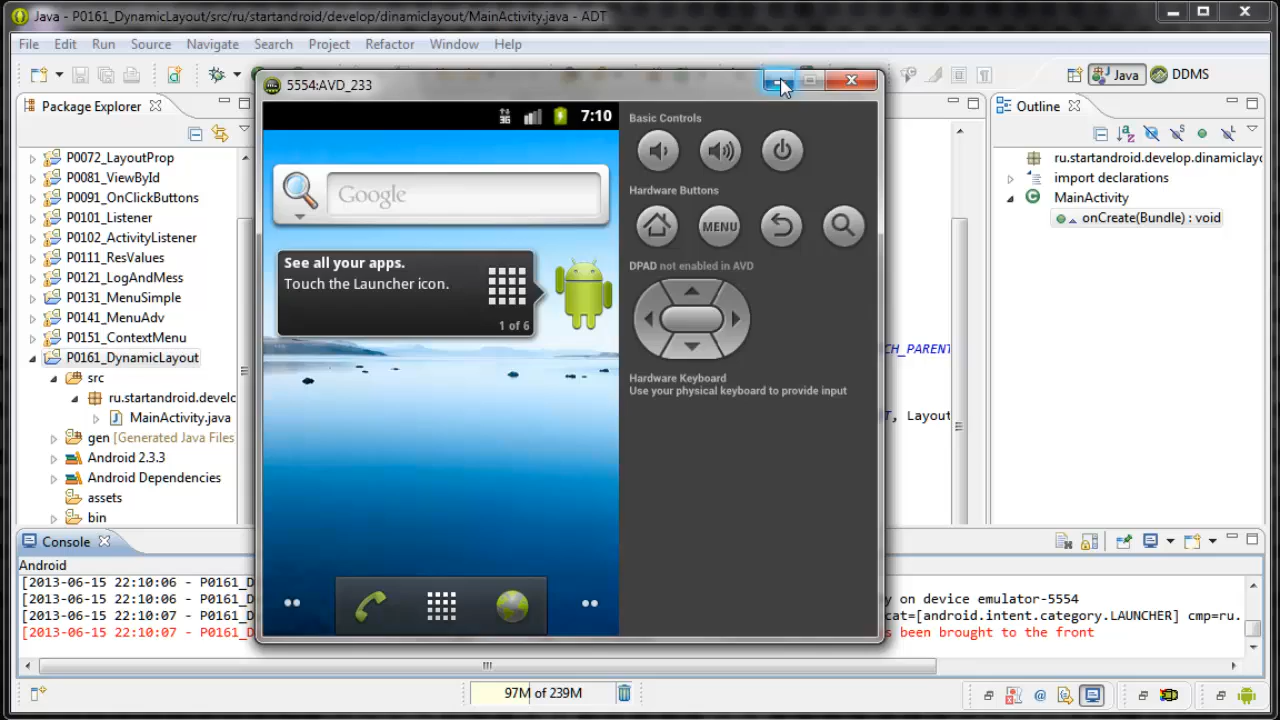 Java - P0161_DynamicLayout/src/ru/startandroid/develop/dinamiclayout/MainActivity.java - ADT
File Edit Run Source Navigate Search Project Refactor Window Help
Java DDMS
Package Explorer
P0072_LayoutProp
P0081_ViewById
P0091_OnClickButtons
P0101_Listener
P0102_ActivityListener
P0111_ResValues
P0121_LogAndMess
P0131_MenuSimple
P0141_MenuAdv
P0151_ContextMenu
P0161_DynamicLayout
src
ru.startandroid.develc
MainActivity.java
gen [Generated Java Files
Android 2.3.3
Android Dependencies
assets
bin
5554:AVD_233
3G 7:10
Google
See all your apps.
Touch the Launcher icon.
1 of 6
Basic Controls
Hardware Buttons
MENU
DPAD not enabled in AVD
Hardware Keyboard
Use your physical keyboard to provide input
CH_PARENT
T, Layout
Outline
ru.startandroid.develop.dinamiclayo
import declarations
MainActivity
onCreate(Bundle) : void
Console
Android
[2013-06-15 22:10:06 - P0161_D
[2013-06-15 22:10:06 - P0161_D y on device emulator-5554
[2013-06-15 22:10:07 - P0161_D cat=[android.intent.category.LAUNCHER] cmp=ru.
[2013-06-15 22:10:07 - P0161_D s been brought to the front
97M of 239M